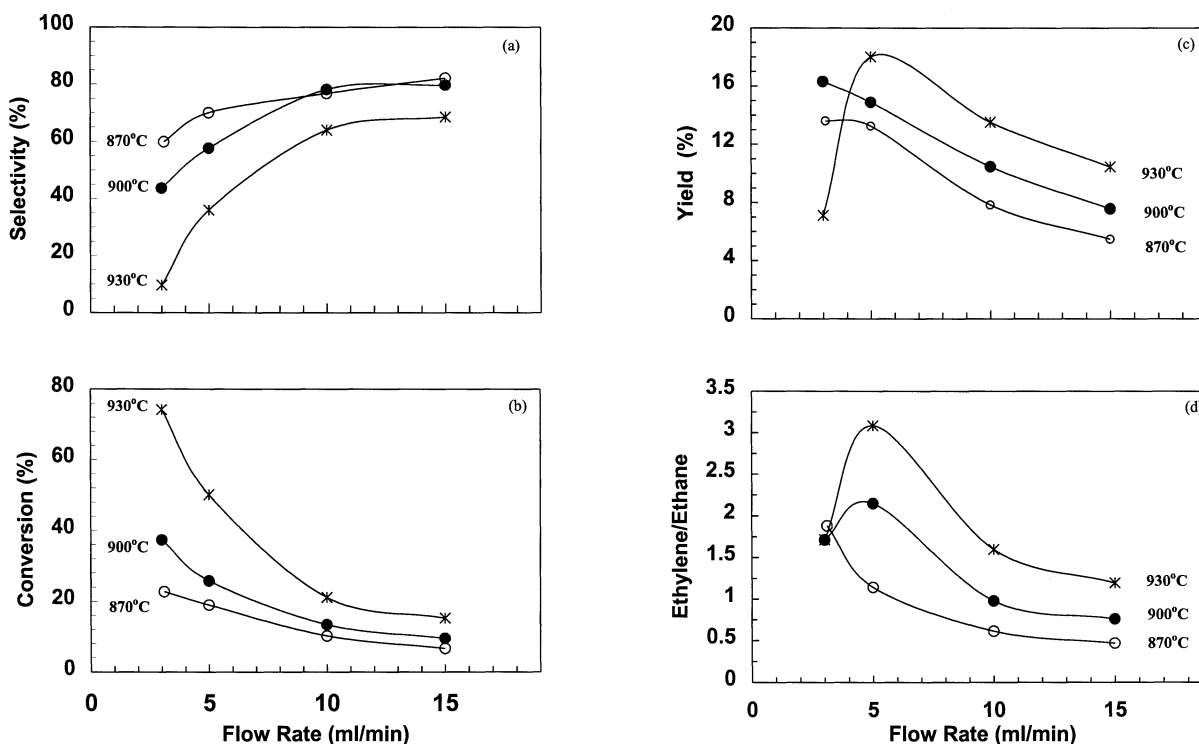 100
80
60
40
20
0
Selectivity (%)
(a)
870°C
900°C
930°C
20
16
12
8
4
0
Yield (%)
(c)
930°C
900°C
870°C
80
60
40
20
0
Conversion (%)
(b)
930°C
900°C
870°C
0
5
10
15
Flow Rate (ml/min)
3.5
3
2.5
2
1.5
1
0.5
0
Ethylene/Ethane
(d)
930°C
900°C
870°C
0
5
10
15
Flow Rate (ml/min)